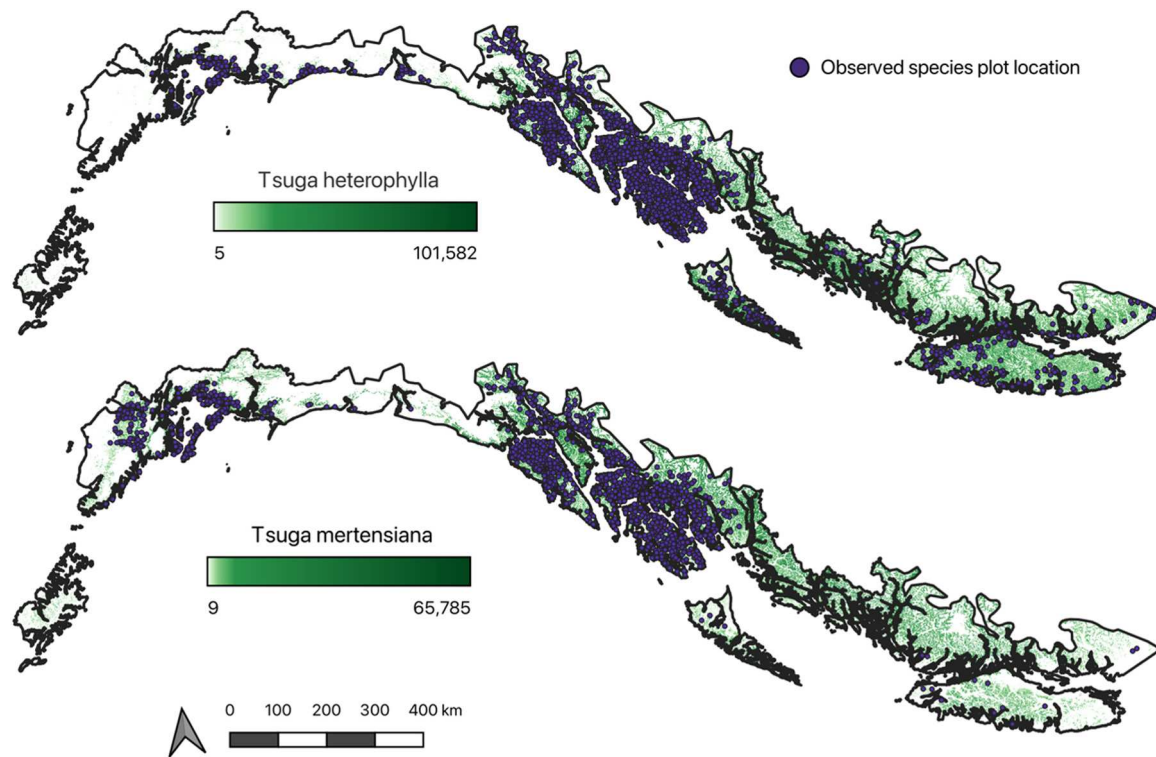 Observed species plot location
Tsuga heterophylla
5 101,582
Tsuga mertensiana
9 65,785
0 100 200 300 400 km